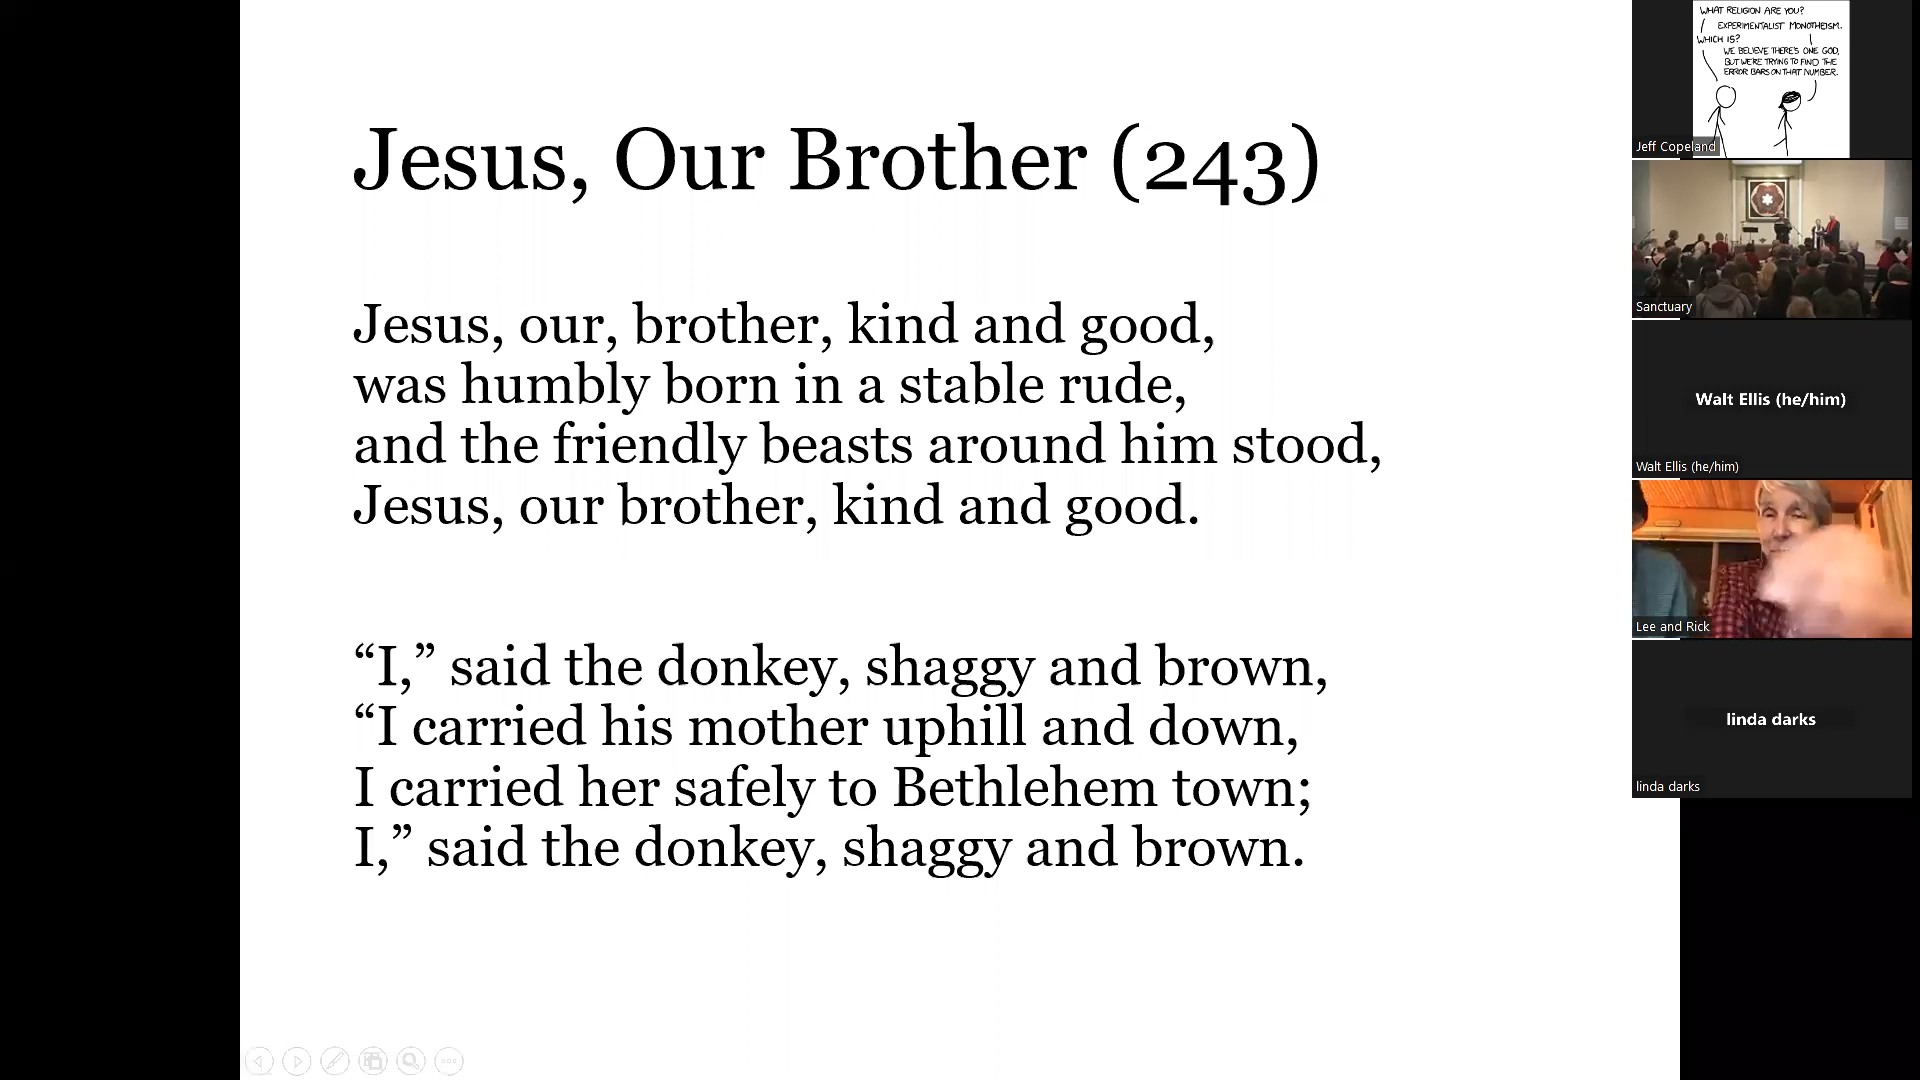 Jesus, Our Brother (243)
Jesus, our, brother, kind and good,
was humbly born in a stable rude,
and the friendly beasts around him stood,
Jesus, our brother, kind and good.
“I,” said the donkey, shaggy and brown,
“I carried his mother uphill and down,
I carried her safely to Bethlehem town;
I,” said the donkey, shaggy and brown.
WHAT RELIGION ARE YOU?
EXPERIMENTALIST MONOTHEISM.
WHICH IS?
WE BELIEVE THERE'S ONE GOD,
BUT WE'RE TRYING TO FIND THE
ERROR BARS ON THAT NUMBER.
Jeff Copeland
Sanctuary
Walt Ellis (he/him)
Walt Ellis (he/him)
Lee and Rick
linda darks
linda darks